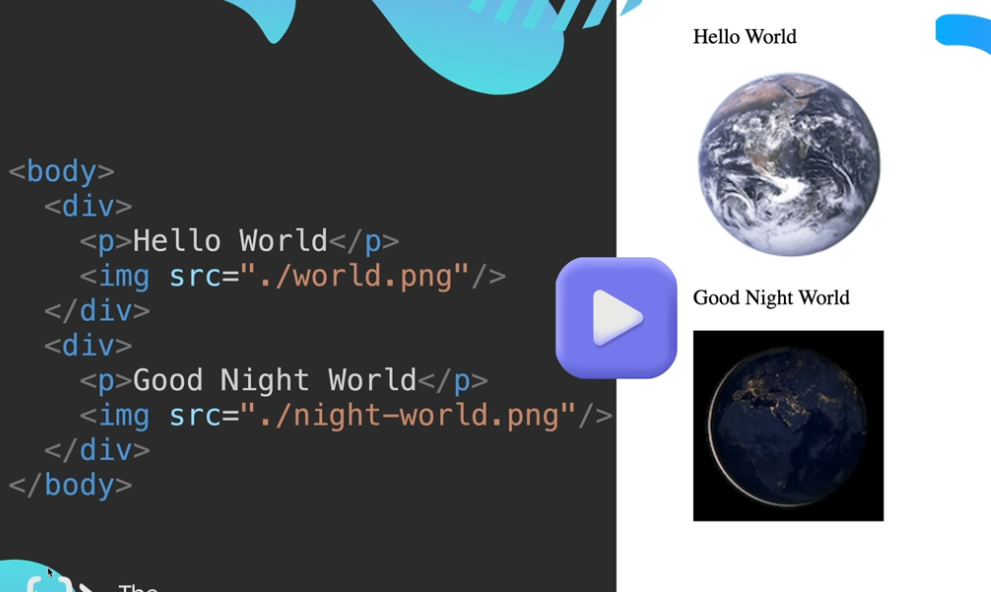 <body>
<div>
<p>Hello World</p>
<img src="./world.png"/>
</div>
<div>
<p>Good Night World</p>
<img src="./night-world.png"/>
</div>
</body>
The
Hello World
Good Night World